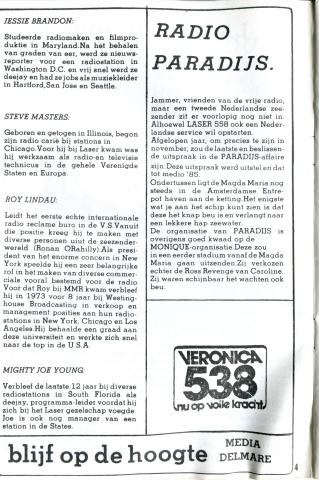 JESSIE BRANDON:
Studeerde radiomaken en filmpro-
duktie in Maryland.Na het behalen
van graden van eer, werd ze nieuws-
reporter voor een radiostation in
Washington D.C. en vrij snel werd ze
deejay en had ze jobs als muziekleider
in Hartford,San Jose en Seattle.
STEVE MASTERS:
Geboren en getogen in Illinois, begon
zijn radio carié bij stations in
Chicago.Voor hij bij Laser kwam was
hij werkzaam als radio-en televisie
technicus in de gehele Verenigde
Staten en Europa.
ROY LINDAU:
Leidt het eerste echte internationale
radio reclame buro in de V.S.Vanuit
die positie kreeg hij te maken met
diverse personen uit de zeezender-
wereld (Ronan O'Rahilly).Als presi-
dent van het enorme concern in New
York speelde hij een zeer belangrijke
rol in het maken van diverse commer-
cials vooral bestemd voor de radio
Voor dat Roy bij MMR kwam verbleef
hij in 1973 voor 8 jaar bij Westing-
house Broadcasting in verkoop en
management posities aan hun radio-
stations in New York, Chicago en Los
Angeles.Hij behaalde een graad aan
deze universiteit en werkte zich snel
naar de top in de U.S.A.
MIGHTY JOE YOUNG:
Verbleef de laatste 12 jaar bij diverse
radiostations in South Florida als
deejay, programma-leider voordat hij
zich bij het Laser gezelschap voegde.
Joe is ook nog manager van een
station in de States.
RADIO
PARADIJS.
Jammer, vrienden van de vrije radio,
maar een tweede Nederlandse zee-
zender zit er voorlopig niet in.
Alhoewel LASER 558 ook een Neder-
landse service wil opstarten.
Afgelopen jaar, om precies te zijn in
november, zou de laatste en beslissen-
de uitspraak in de PARADIJS-affaire
zijn.Deze uitspraak werd uitstel en dat
tot medio '85.
Ondertussen ligt de Magda Maria nog
steeds in de Amsterdamse Entre-
pot haven aan de ketting.Het enigste
wat je aan het schip kunt zien is dat
deze het knap beu is en verlangt naar
een lekkere hap zeewater.
De organisatie van PARADIJS is
overigens goed kwaad op de
MONIQUE-organisatie.Deze zou
in een eerder stadium vanaf de Magda
Maria gaan uitzenden.Zij verkozen
echter de Ross Revenge van Caroline.
Zij waren schijnbaar het wachten ook
beu.
VERONICA
538
nu op volle kracht
blijf op de hoogte
MEDIA
DELMARE
4